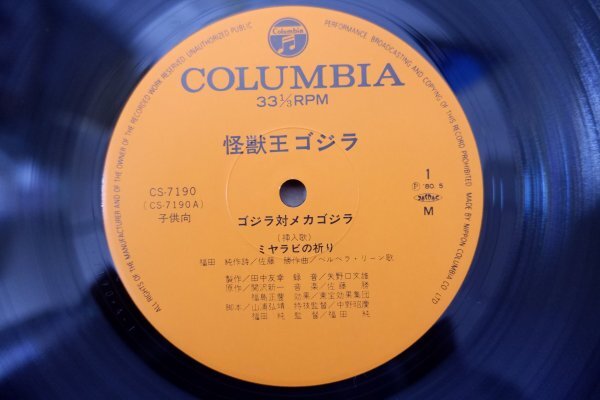 ALL RIGHTS OF THE MANUFACTURER AND OF THE OWNER OF THE RECORDED WORK RESERVED. UNAUTHORIZED PUBLIC PERFORMANCE BROADCASTING AND COPYING OF THIS RECORD PROHIBITED MADE BY NIPPON COLUMBIA CO. LTD
Columbia
COLUMBIA
33 1/3 RPM
怪獣王ゴジラ
CS-7190
(CS-7190A)
子供向
1
Ⓟ '80.5
M
ゴジラ対メカゴジラ
(挿入歌)
ミヤラビの祈り
福田 純作詩/佐藤 勝作曲/ベルベラ・リーン歌
製作/田中友幸 録音/矢野口文雄
原作/関沢新一 音楽/佐藤 勝
福島正実 効果/東宝効果集団
脚本/山浦弘靖 特技監督/中野昭慶
福田 純 監督/福田 純